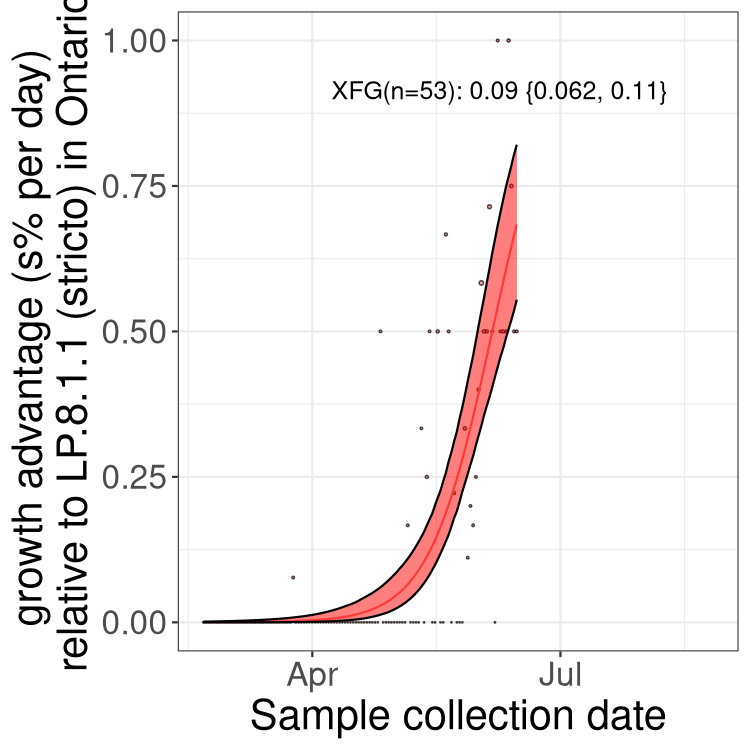 growth advantage (s% per day)
relative to LP.8.1.1 (stricto) in Ontario
1.00
0.75
0.50
0.25
0.00
XFG(n=53): 0.09 {0.062, 0.11}
Apr
Jul
Sample collection date